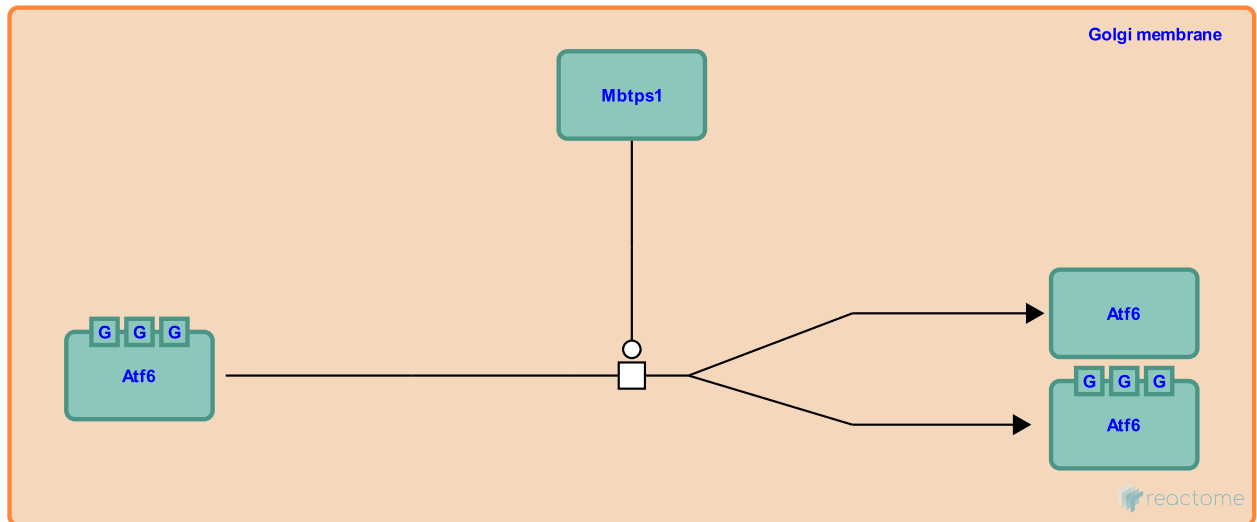 Golgi membrane
Mbtps1
Atf6
G G G
Atf6
G G G
Atf6
reactome